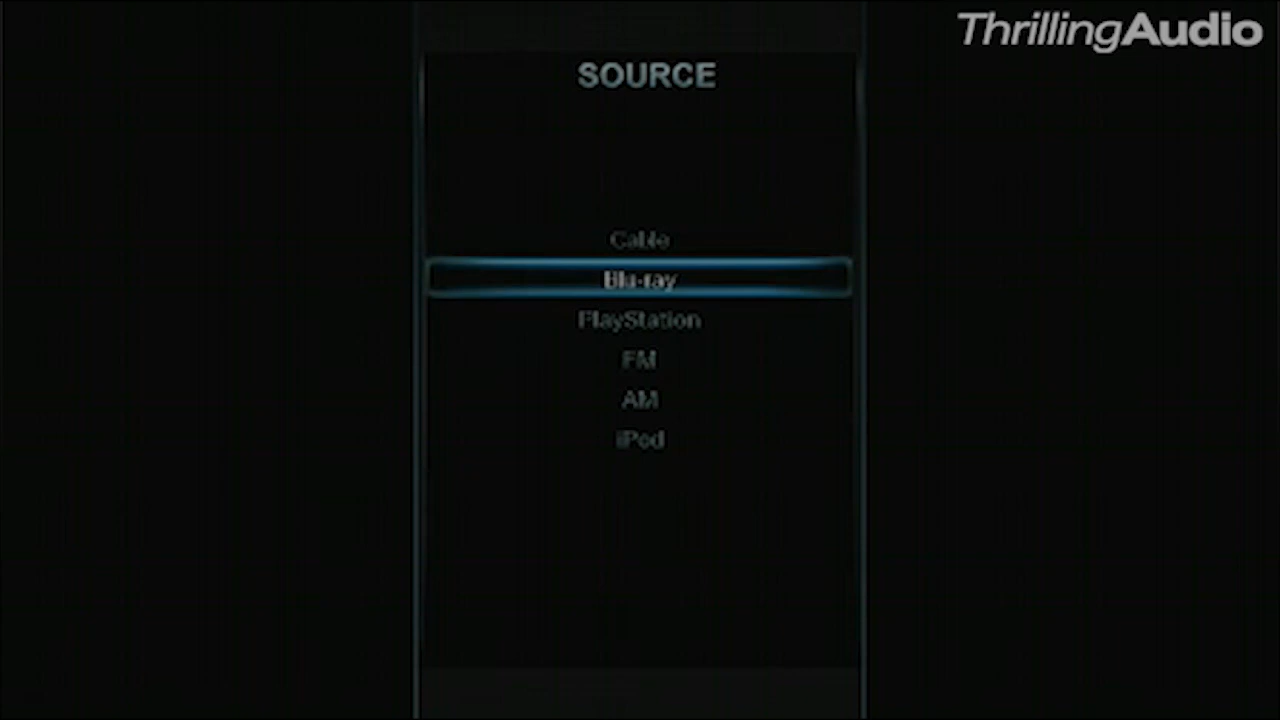 ThrillingAudio
SOURCE
Cable
Blu-ray
PlayStation
FM
AM
iPod